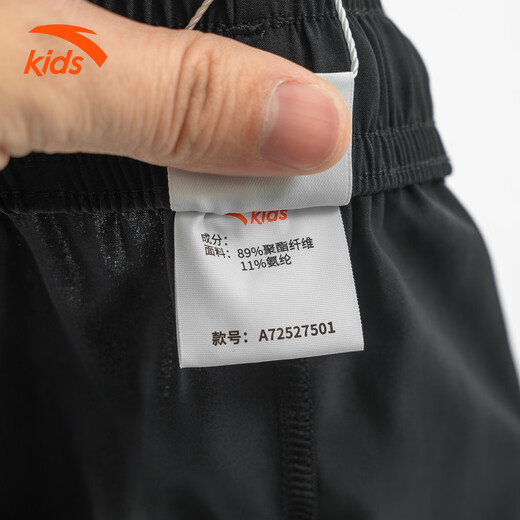 kids
kids
成分:
面料: 89%聚酯纤维
11%氨纶
款号: A72527501